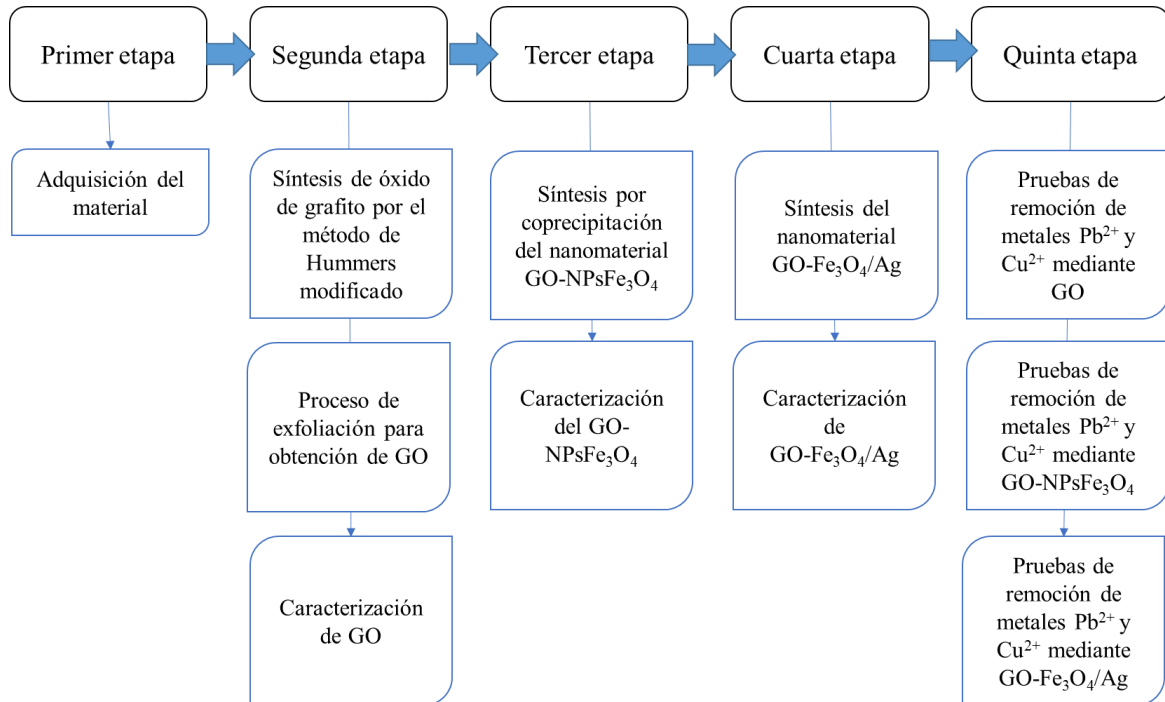 Primer etapa
Segunda etapa
Tercer etapa
Cuarta etapa
Quinta etapa
Adquisición del
material
Síntesis de óxido
de grafito por el
método de
Hummers
modificado
Proceso de
exfoliación para
obtención de GO
Caracterización
de GO
Síntesis por
coprecipitación
del nanomaterial
GO-NPsFe₃O₄
Caracterización
del GO-
NPsFe₃O₄
Síntesis del
nanomaterial
GO-Fe₃O₄/Ag
Caracterización
de
GO-Fe₃O₄/Ag
Pruebas de
remoción de
metales Pb²⁺ y
Cu²⁺ mediante
GO
Pruebas de
remoción de
metales Pb²⁺ y
Cu²⁺ mediante
GO-NPsFe₃O₄
Pruebas de
remoción de
metales Pb²⁺ y
Cu²⁺ mediante
GO-Fe₃O₄/Ag